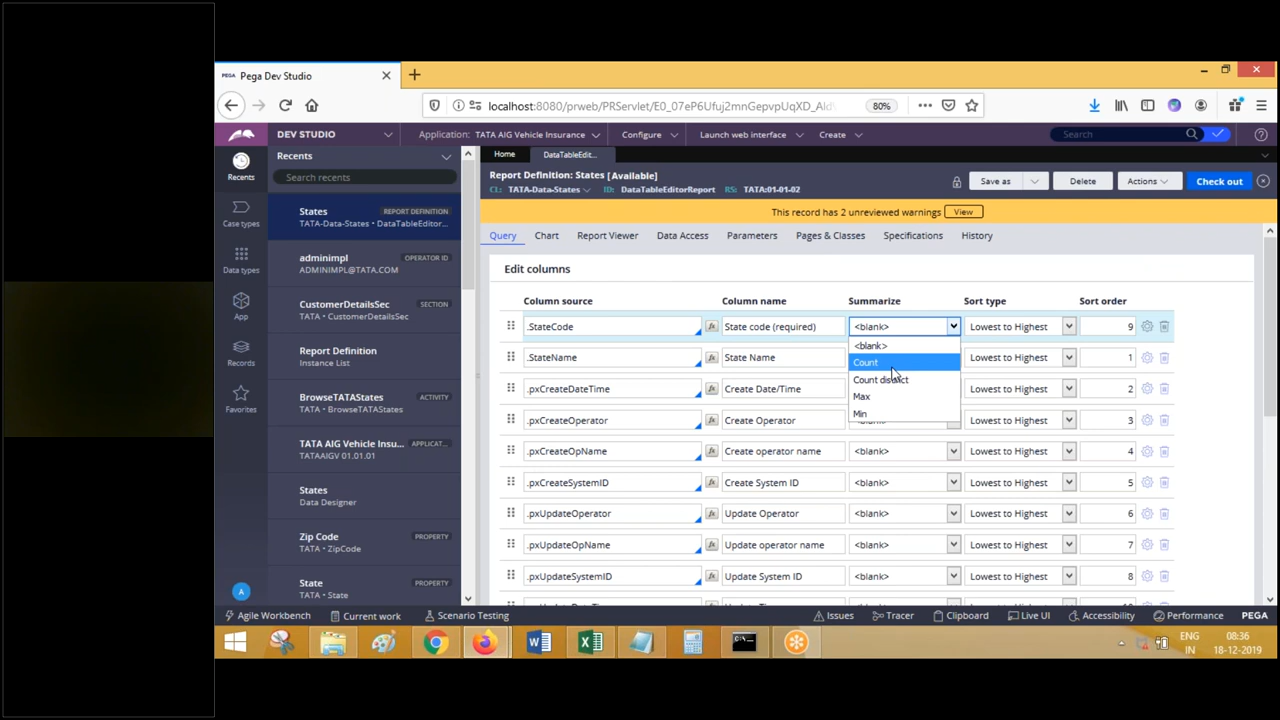 PEGA Pega Dev Studio
localhost:8080/prweb/PRServlet/E0_07eP6Ufuj2mnGepvpUqXD_
80%
DEV STUDIO Application: TATA AIG Vehicle Insurance Configure Launch web interface Create Search
Recents
Recents
Search recents
Case types
Data types
App
Records
Favorites
A
States REPORT DEFINITION
TATA-Data-States • DataTableEditor...
adminimpl OPERATOR ID
ADMINIMPL@TATA.COM
CustomerDetailsSec SECTION
TATA • CustomerDetailsSec
Report Definition
Instance List
BrowseTATAStates ACTIVITY
TATA • BrowseTATAStates
TATA AIG Vehicle Insu... APPLICAT...
TATAAIGV 01.01.01
States
Data Designer
Zip Code PROPERTY
TATA • ZipCode
State PROPERTY
TATA • State
Home DataTableEdit...
Report Definition: States [Available]
CL: TATA-Data-States ID: DataTableEditorReport RS: TATA:01-01-02
Save as Delete Actions Check out
This record has 2 unreviewed warnings View
Query Chart Report Viewer Data Access Parameters Pages & Classes Specifications History
Edit columns
Column source Column name Summarize Sort type Sort order
.StateCode State code (required) <blank> Lowest to Highest 9
<blank>
Count
Count distinct
Max
Min
.StateName State Name Lowest to Highest 1
.pxCreateDateTime Create Date/Time Lowest to Highest 2
.pxCreateOperator Create Operator <blank> Lowest to Highest 3
.pxCreateOpName Create operator name <blank> Lowest to Highest 4
.pxCreateSystemID Create System ID <blank> Lowest to Highest 5
.pxUpdateOperator Update Operator <blank> Lowest to Highest 6
.pxUpdateOpName Update operator name <blank> Lowest to Highest 7
.pxUpdateSystemID Update System ID <blank> Lowest to Highest 8
Agile Workbench Current work Scenario Testing Issues Tracer Clipboard Live UI Accessibility Performance PEGA
ENG 08:36
IN 18-12-2019